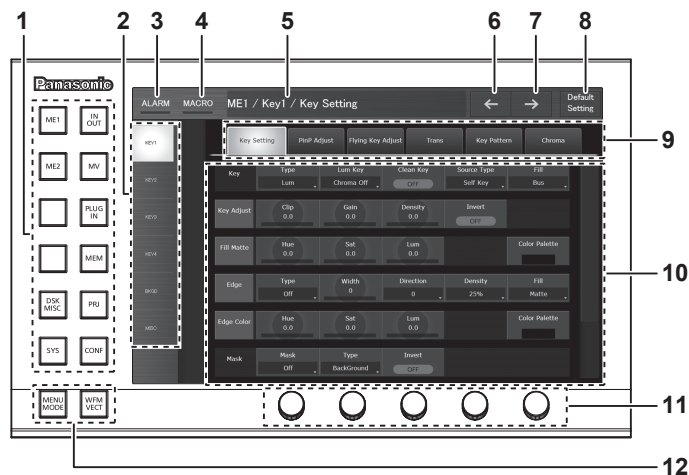 1 2 3 4 5 6 7 8
Panasonic
ALARM MACRO ME1 / Key1 / Key Setting ← → Default Setting
ME1 IN OUT
ME2 MV
PLUG IN
MEM
DSK MISC PRJ
SYS CONF
MENU MODE WFM VECT
KEY1
KEY2
KEY3
KEY4
BKGD
MISC
Key Setting PinP Adjust Flying Key Adjust Trans Key Pattern Chroma
9
Key Type Lum Lum Key Chroma Off Clean Key OFF Source Type Self Key Fill Bus
Key Adjust Clip 0.0 Gain 0.0 Density 0.0 Invert OFF
Fill Matte Hue 0.0 Sat 0.0 Lum 0.0 Color Palette
10
Edge Type Off Width 0 Direction 0 Density 25% Fill Matte
Edge Color Hue 0.0 Sat 0.0 Lum 0.0 Color Palette
Mask Mask Off Type BackGround Invert OFF
11
12